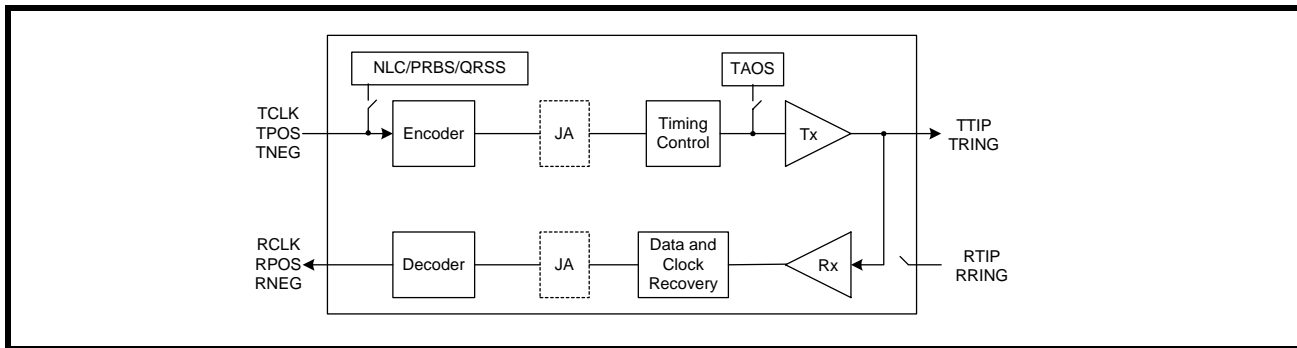 NLC/PRBS/QRSS
TAOS
TCLK
TPOS
TNEG
Encoder
JA
Timing
Control
Tx
TTIP
TRING
RCLK
RPOS
RNEG
Decoder
JA
Data and
Clock
Recovery
Rx
RTIP
RRING